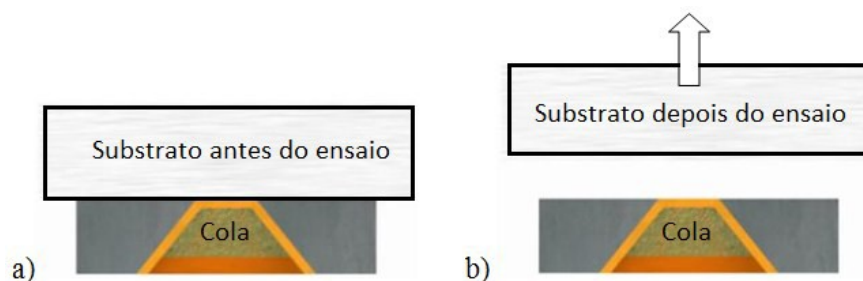 Substrato antes do ensaio
Cola
a)
Substrato depois do ensaio
Cola
b)